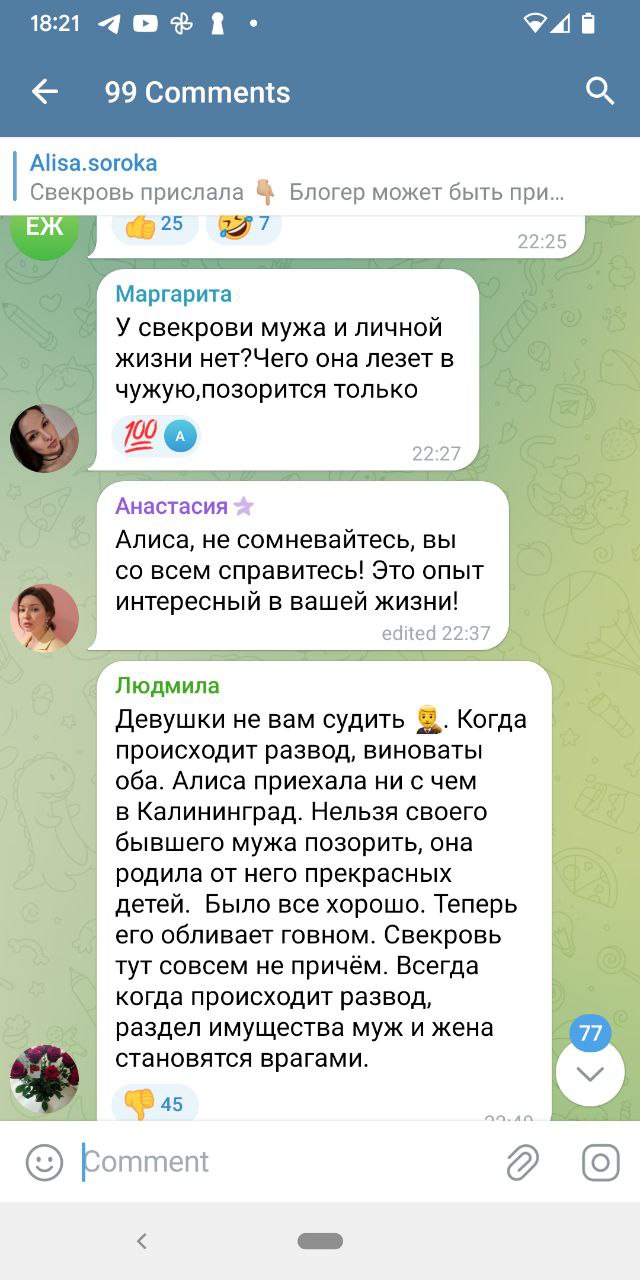 18:21
99 Comments
Alisa.soroka
Свекровь прислала 👇🏼 Блогер может быть при...
ЕЖ
👍 25 🤣 7
22:25
Маргарита
У свекрови мужа и личной
жизни нет?Чего она лезет в
чужую,позорится только
💯 A
22:27
Анастасия
Алиса, не сомневайтесь, вы
со всем справитесь! Это опыт
интересный в вашей жизни!
edited 22:37
Людмила
Девушки не вам судить 👨‍⚖️. Когда
происходит развод, виноваты
оба. Алиса приехала ни с чем
в Калининград. Нельзя своего
бывшего мужа позорить, она
родила от него прекрасных
детей.  Было все хорошо. Теперь
его обливает говном. Свекровь
тут совсем не причём. Всегда
когда происходит развод,
раздел имущества муж и жена
становятся врагами.
77
👎 45
Comment